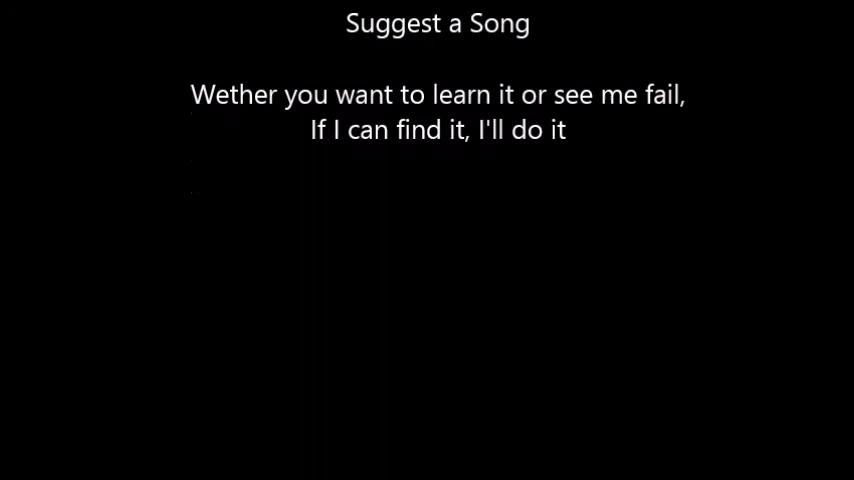 Suggest a Song
Wether you want to learn it or see me fail,
If I can find it, I'll do it